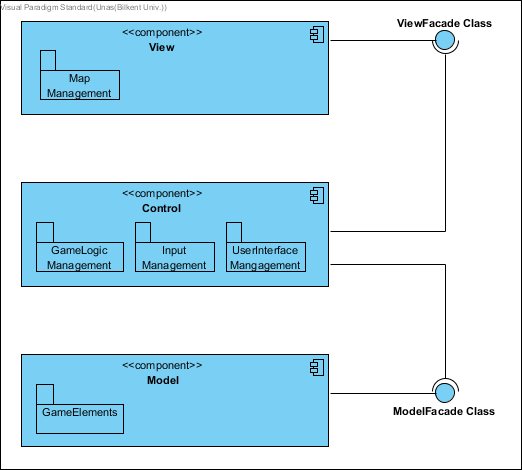 Visual Paradigm Standard(Unas(Bilkent Univ.))
ViewFacade Class
<<component>>
View
Map
Management
<<component>>
Control
GameLogic
Management
Input
Management
UserInterface
Mangagement
<<component>>
Model
GameElements
ModelFacade Class